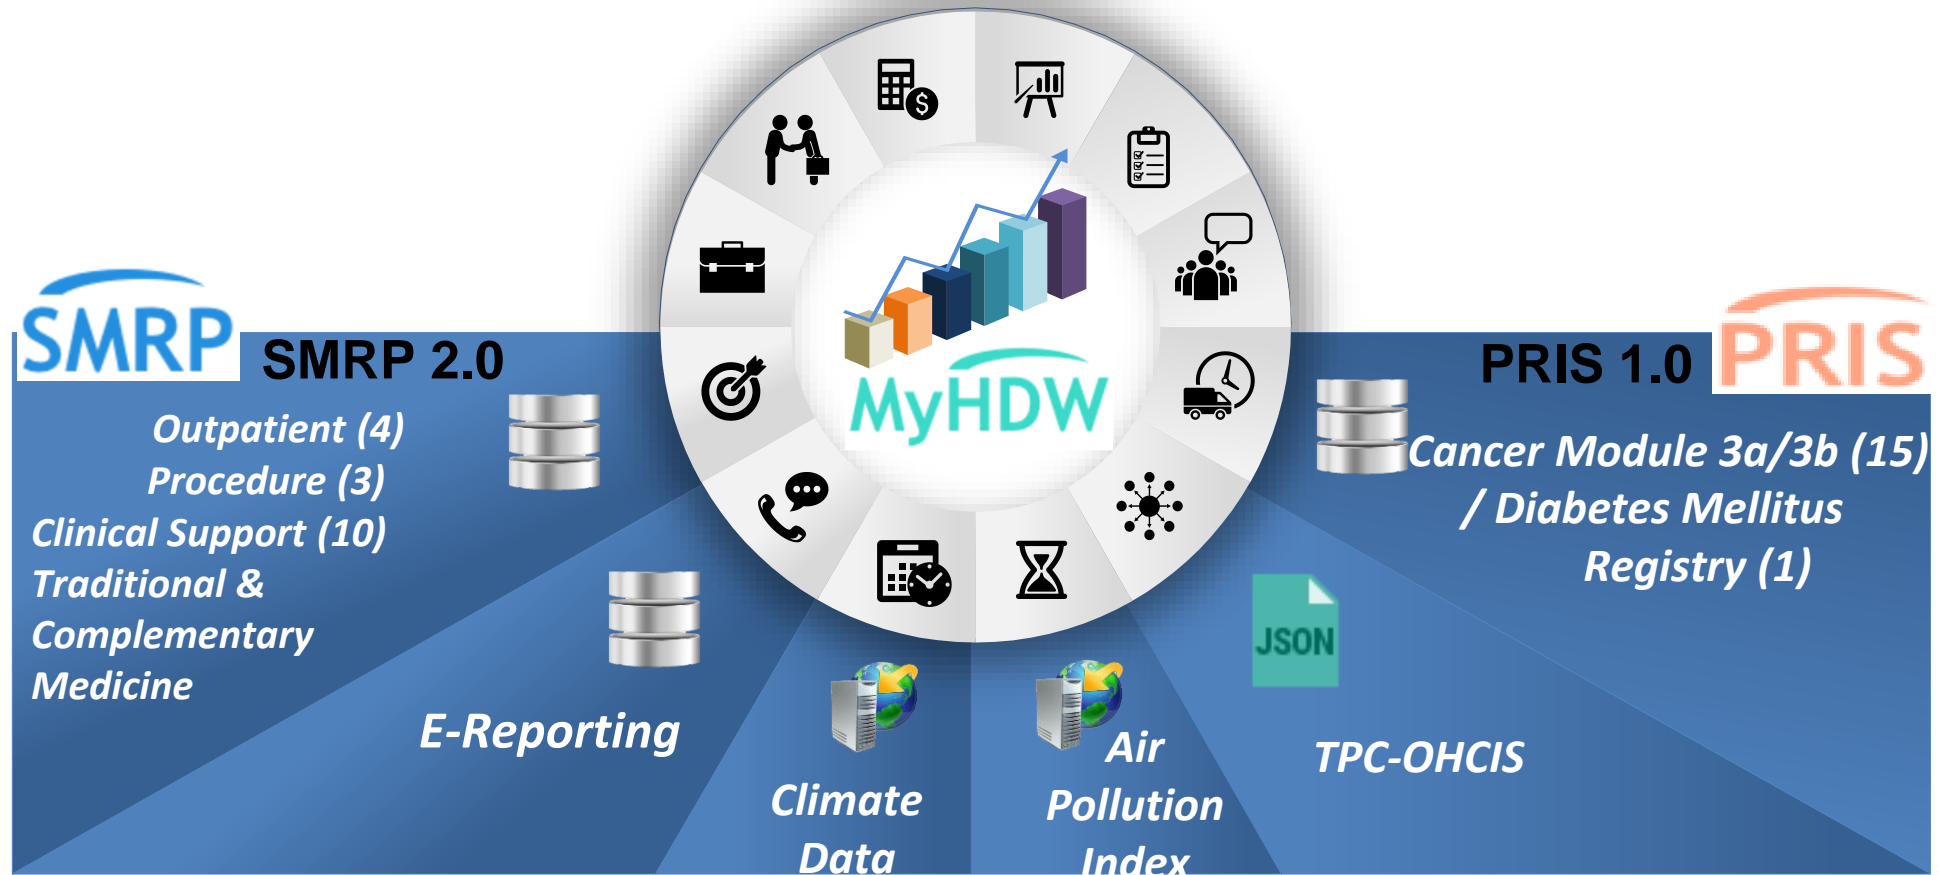 SMRP
SMRP 2.0
Outpatient (4)
Procedure (3)
Clinical Support (10)
Traditional &
Complementary
Medicine
E-Reporting
$
MyHDW
Climate
Data
Air
Pollution
Index
JSON
TPC-OHCIS
PRIS 1.0
PRIS
Cancer Module 3a/3b (15)
/ Diabetes Mellitus
Registry (1)